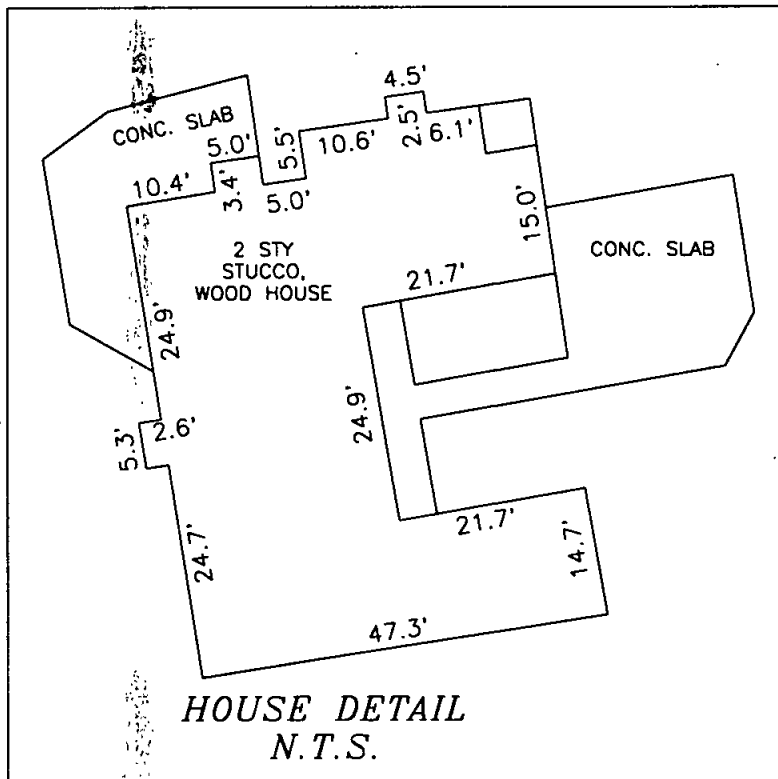 4.5'
CONC. SLAB
5.0'
5.5'
10.6'
2.5'
6.1'
10.4'
3.4'
5.0'
15.0'
2 STY
STUCCO,
WOOD HOUSE
CONC. SLAB
21.7'
24.9'
24.9'
5.3'
2.6'
21.7'
24.7'
14.7'
47.3'
HOUSE DETAIL
N.T.S.